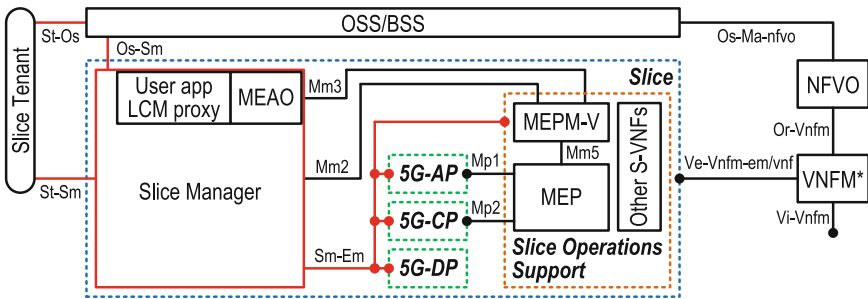 OSS/BSS
St-Os
Os-Sm
Os-Ma-nfvo
Slice Tenant
Slice
User app
LCM proxy
MEAO
Mm3
NFVO
MEPM-V
Other S-VNFs
Or-Vnfm
Mm2
Mp1
Mm5
Ve-Vnfm-em/vnf
5G-AP
Slice Manager
MEP
VNFM*
St-Sm
Mp2
5G-CP
Vi-Vnfm
Sm-Em
5G-DP
Slice Operations
Support